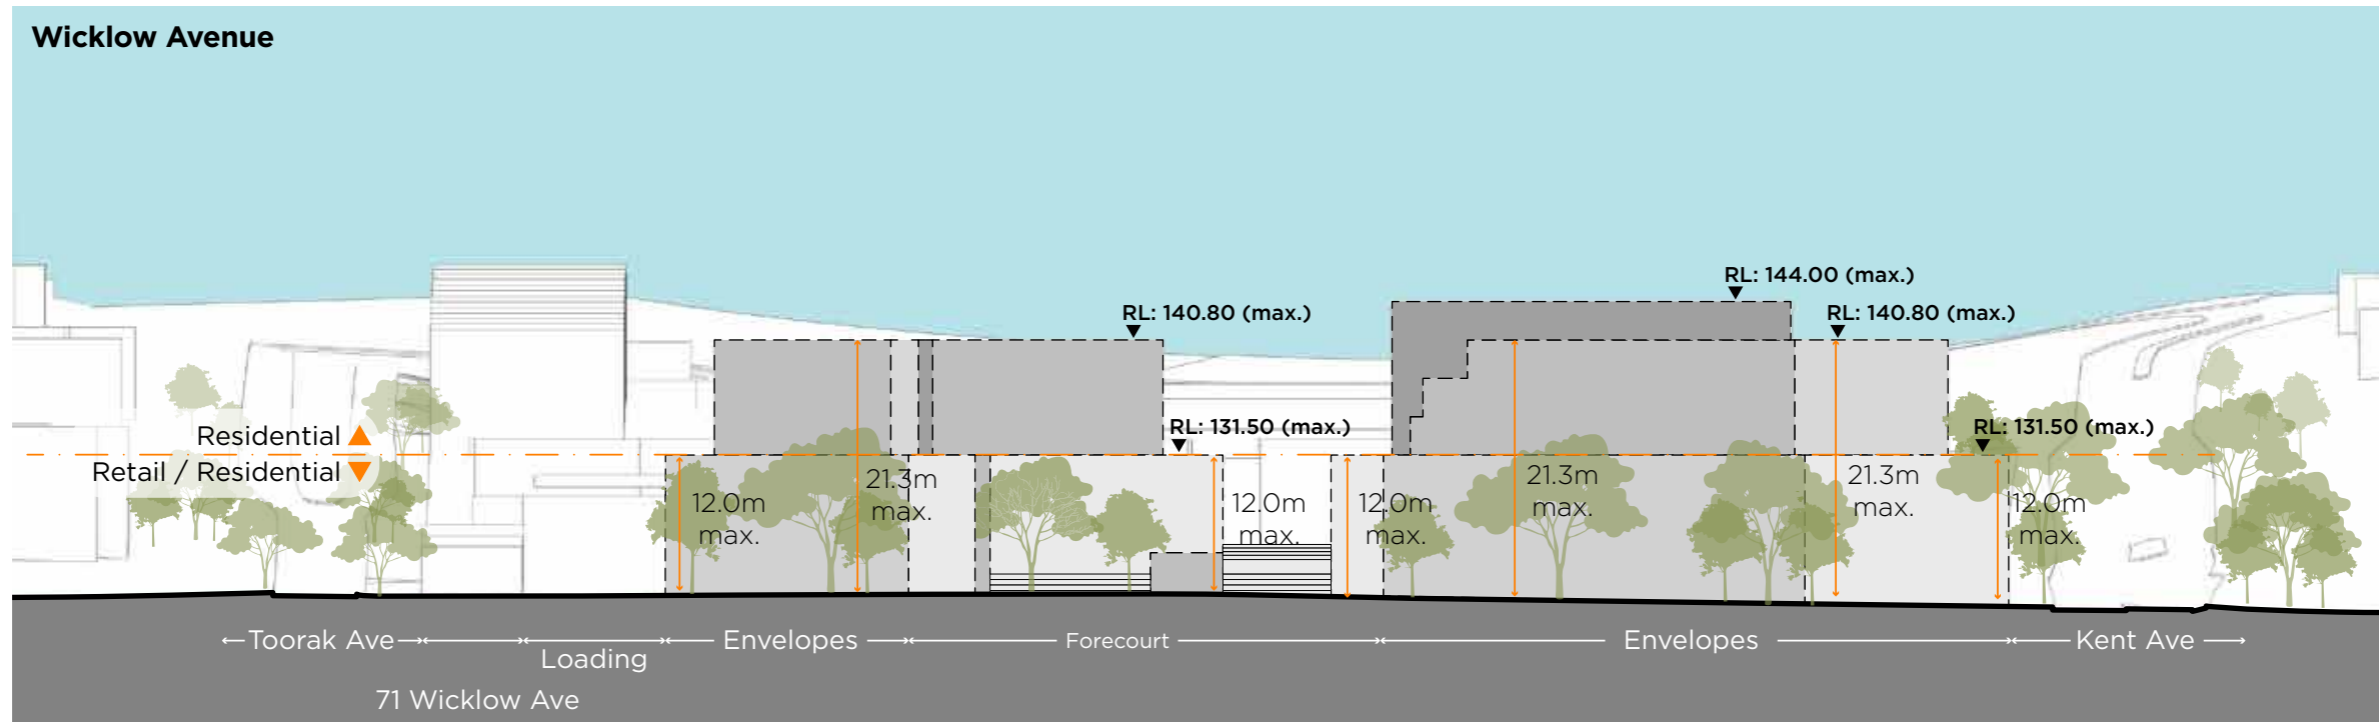 Wicklow Avenue
RL: 144.00 (max.)
RL: 140.80 (max.)
RL: 140.80 (max.)
RL: 131.50 (max.)
RL: 131.50 (max.)
Residential
Retail / Residential
12.0m
max.
21.3m
max.
12.0m
max.
12.0m
max.
21.3m
max.
21.3m
max.
12.0m
max.
Toorak Ave
Loading
Envelopes
Forecourt
Envelopes
Kent Ave
71 Wicklow Ave